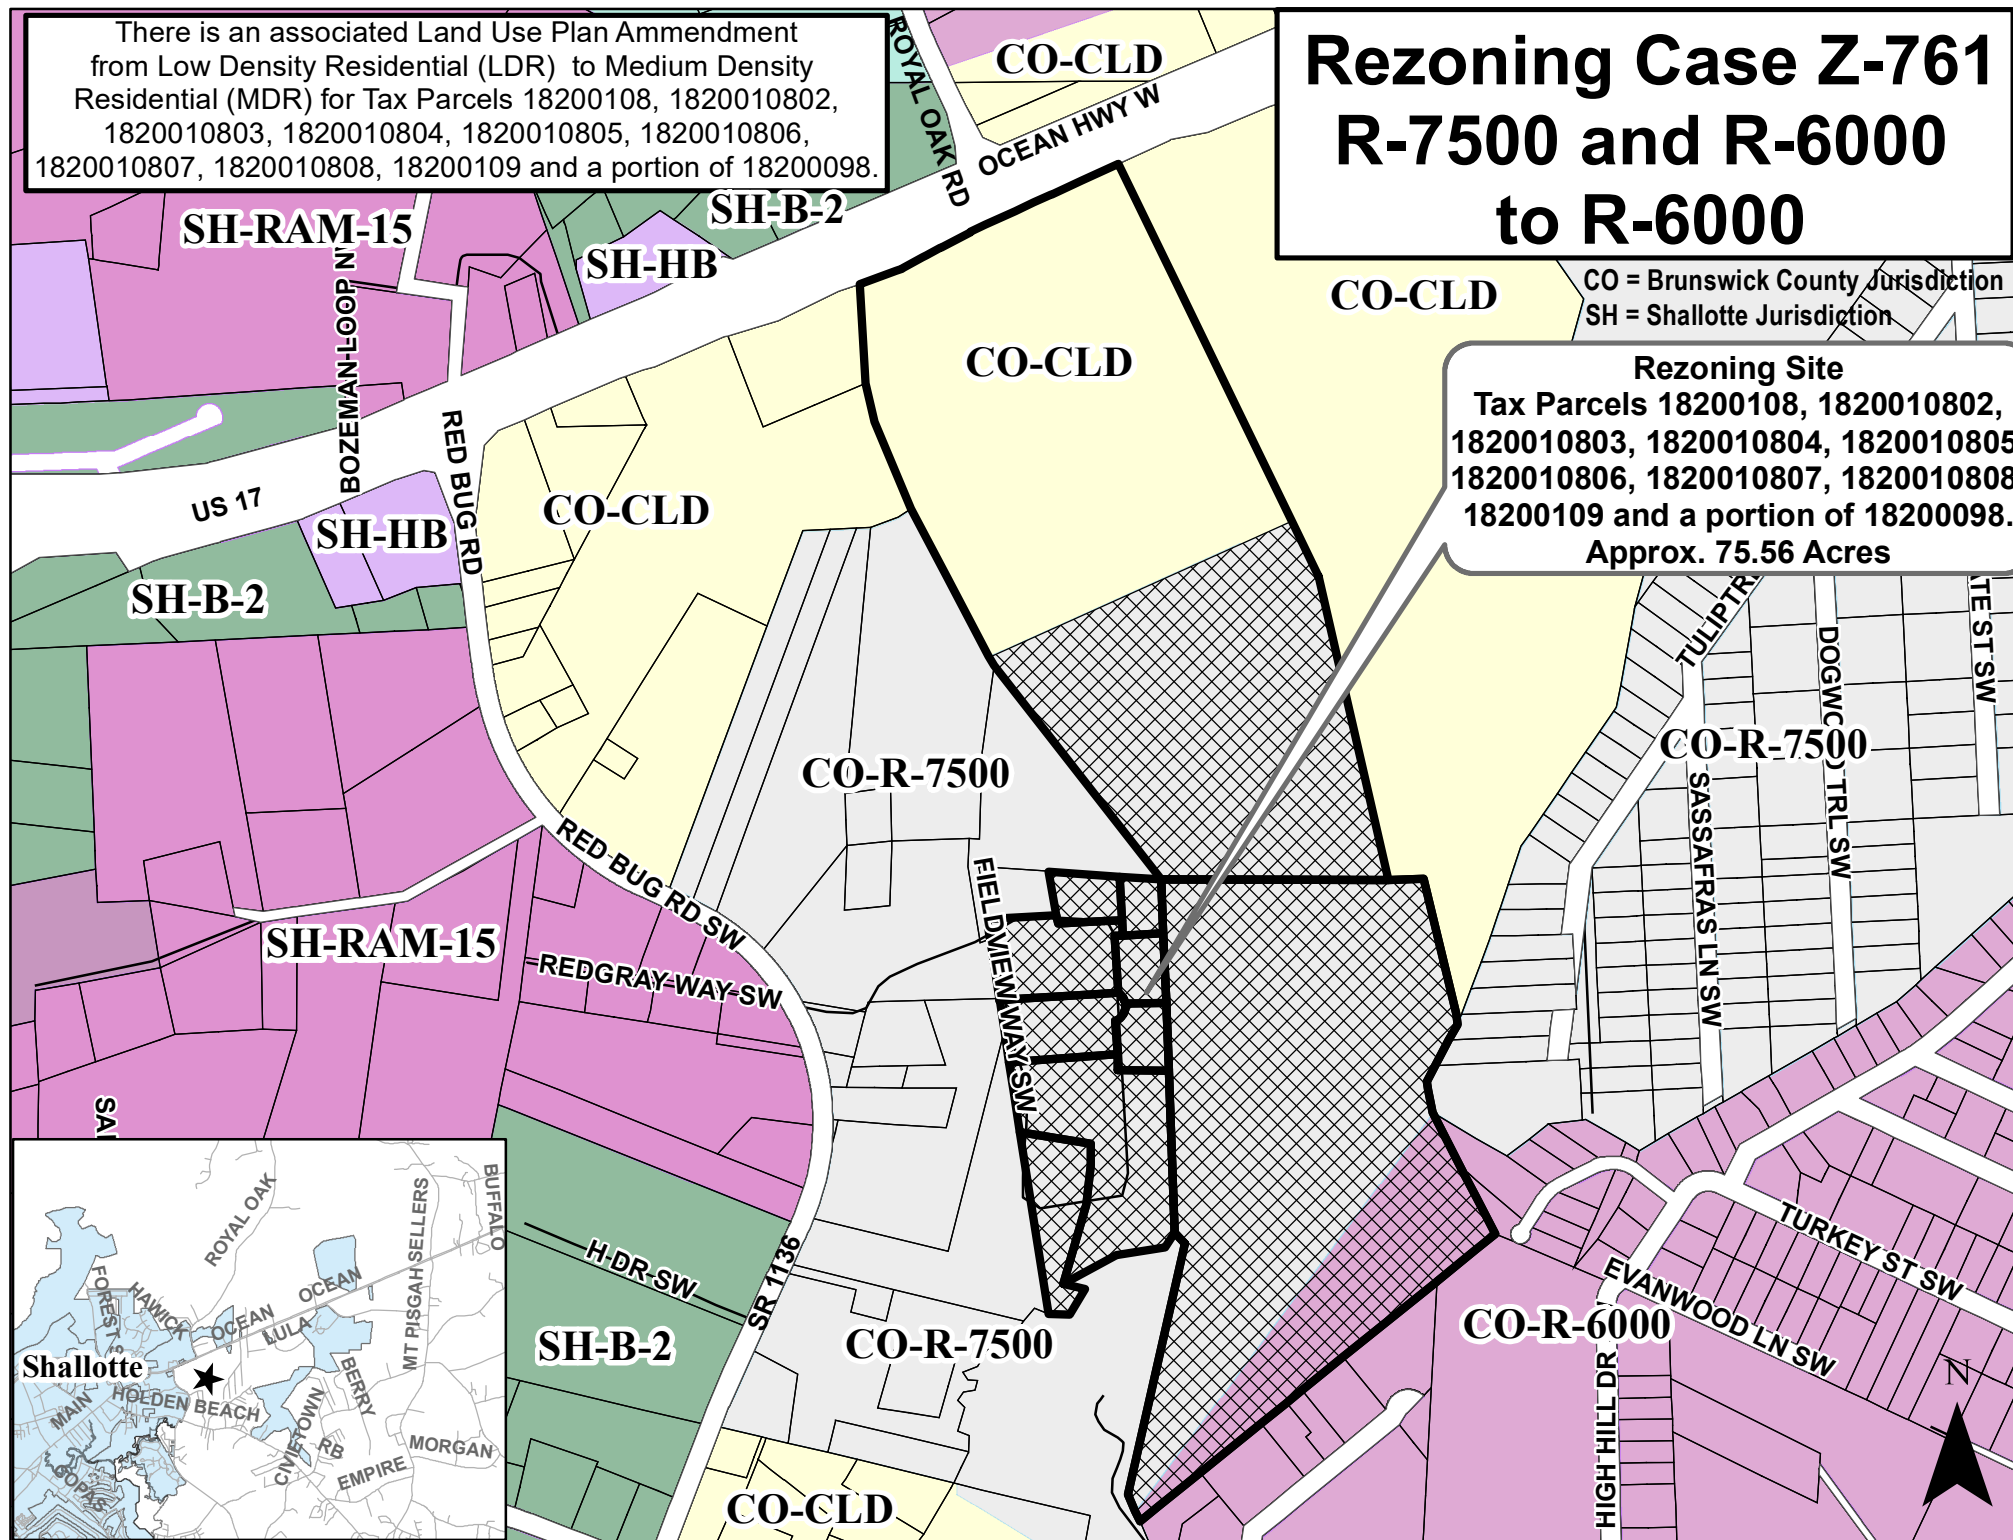 There is an associated Land Use Plan Ammendment
from Low Density Residential (LDR) to Medium Density
Residential (MDR) for Tax Parcels 18200108, 1820010802,
1820010803, 1820010804, 1820010805, 1820010806,
1820010807, 1820010808, 18200109 and a portion of 18200098.
Rezoning Case Z-761
R-7500 and R-6000
to R-6000
CO = Brunswick County Jurisdiction
SH = Shallotte Jurisdiction
Rezoning Site
Tax Parcels 18200108, 1820010802,
1820010803, 1820010804, 1820010805
1820010806, 1820010807, 1820010808
18200109 and a portion of 18200098.
Approx. 75.56 Acres
CO-CLD
ROYAL OAK RD
OCEAN HWY W
SH-RAM-15
SH-B-2
SH-HB
CO-CLD
CO-CLD
BOZEMAN LOOP N
RED BUG RD
US 17
SH-HB
CO-CLD
SH-B-2
TULIPTR
DOGWOOD TRL SW
TE ST SW
CO-R-7500
CO-R-7500
SASSAFRAS LN SW
RED BUG RD SW
FIELDVIEW WAY SW
SH-RAM-15
REDGRAY WAY SW
SA
H DR SW
SR 1136
SH-B-2
CO-R-7500
CO-CLD
TURKEY ST SW
EVANWOOD LN SW
CO-R-6000
HIGH HILL DR
N
BUFFALO
ROYAL OAK
MT PISGAH SELLERS
FOREST
HAWICK
OCEAN
OCEAN
LULA
Shallotte
BERRY
MAIN
HOLDEN BEACH
CIVIETOWN
RB
MORGAN
EMPIRE
COPAS